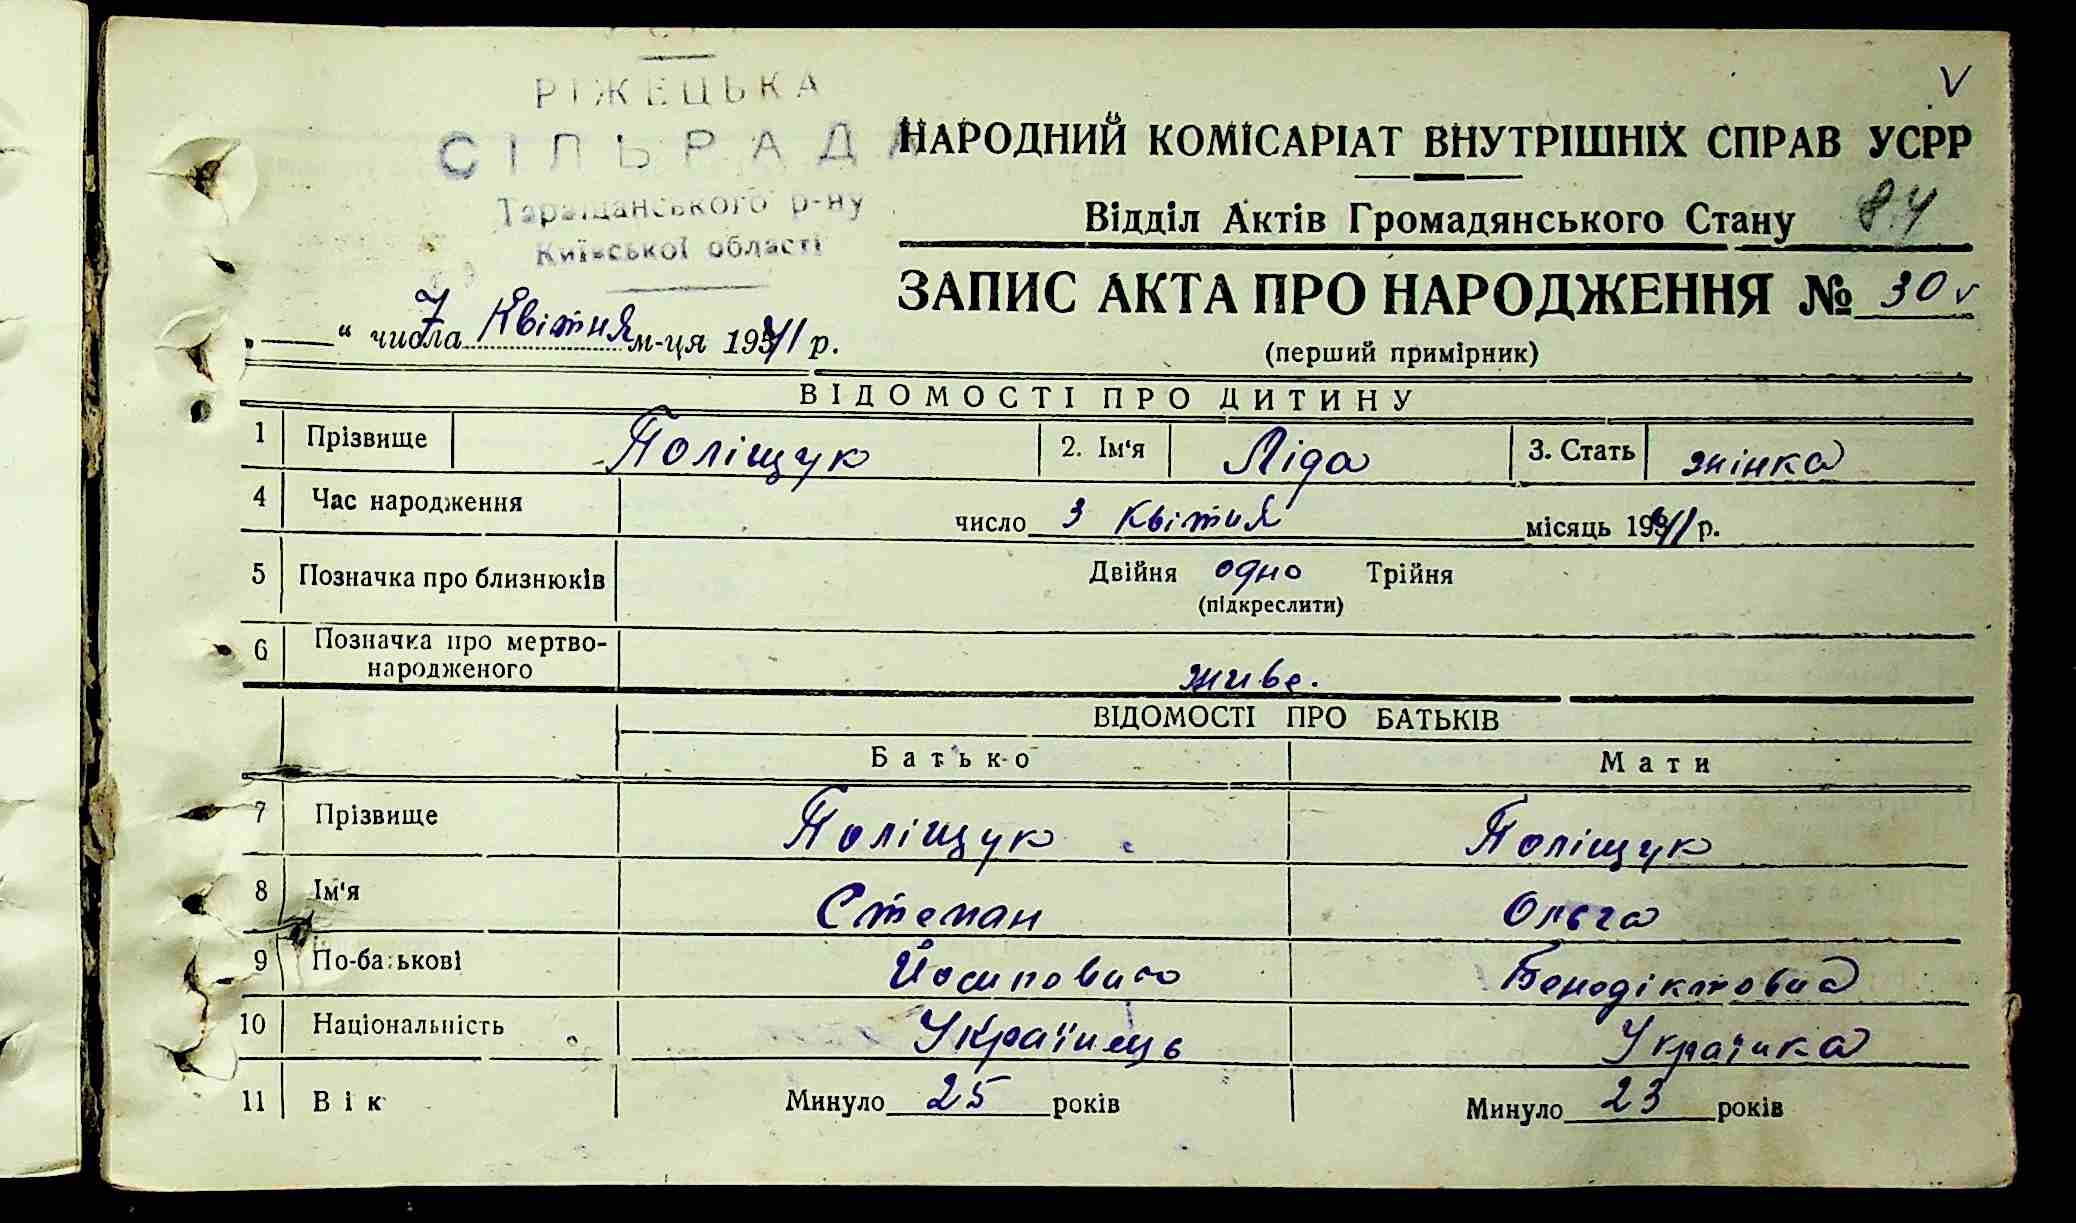 V
РІЖЕЦЬКА
СІЛЬРАДА
Таращанського р-ну
Київської області
НАРОДНИЙ КОМІСАРІАТ ВНУТРІШНІХ СПРАВ УСРР
Відділ Актів Громадянського Стану 84
ЗАПИС АКТА ПРО НАРОДЖЕННЯ № 30 v
„—“ 7 числа Квітня м-ця 1941 р.
(перший примірник)
ВІДОМОСТІ ПРО ДИТИНУ
1 Прізвище Поліщук 2. Ім‘я Ліда 3. Стать жінка
4 Час народження число 3 квітня місяць 1941 р.
5 Позначка про близнюків Двійня одно Трійня
(підкреслити)
6 Позначка про мертво-
народженого живе.
ВІДОМОСТІ ПРО БАТЬКІВ
Батько Мати
7 Прізвище Поліщук Поліщук
8 Ім‘я Степан Ольга
9 По-батькові Йосипович Бенедіктовна
10 Національність Українець Українка
11 Вік Минуло 25 років Минуло 23 років